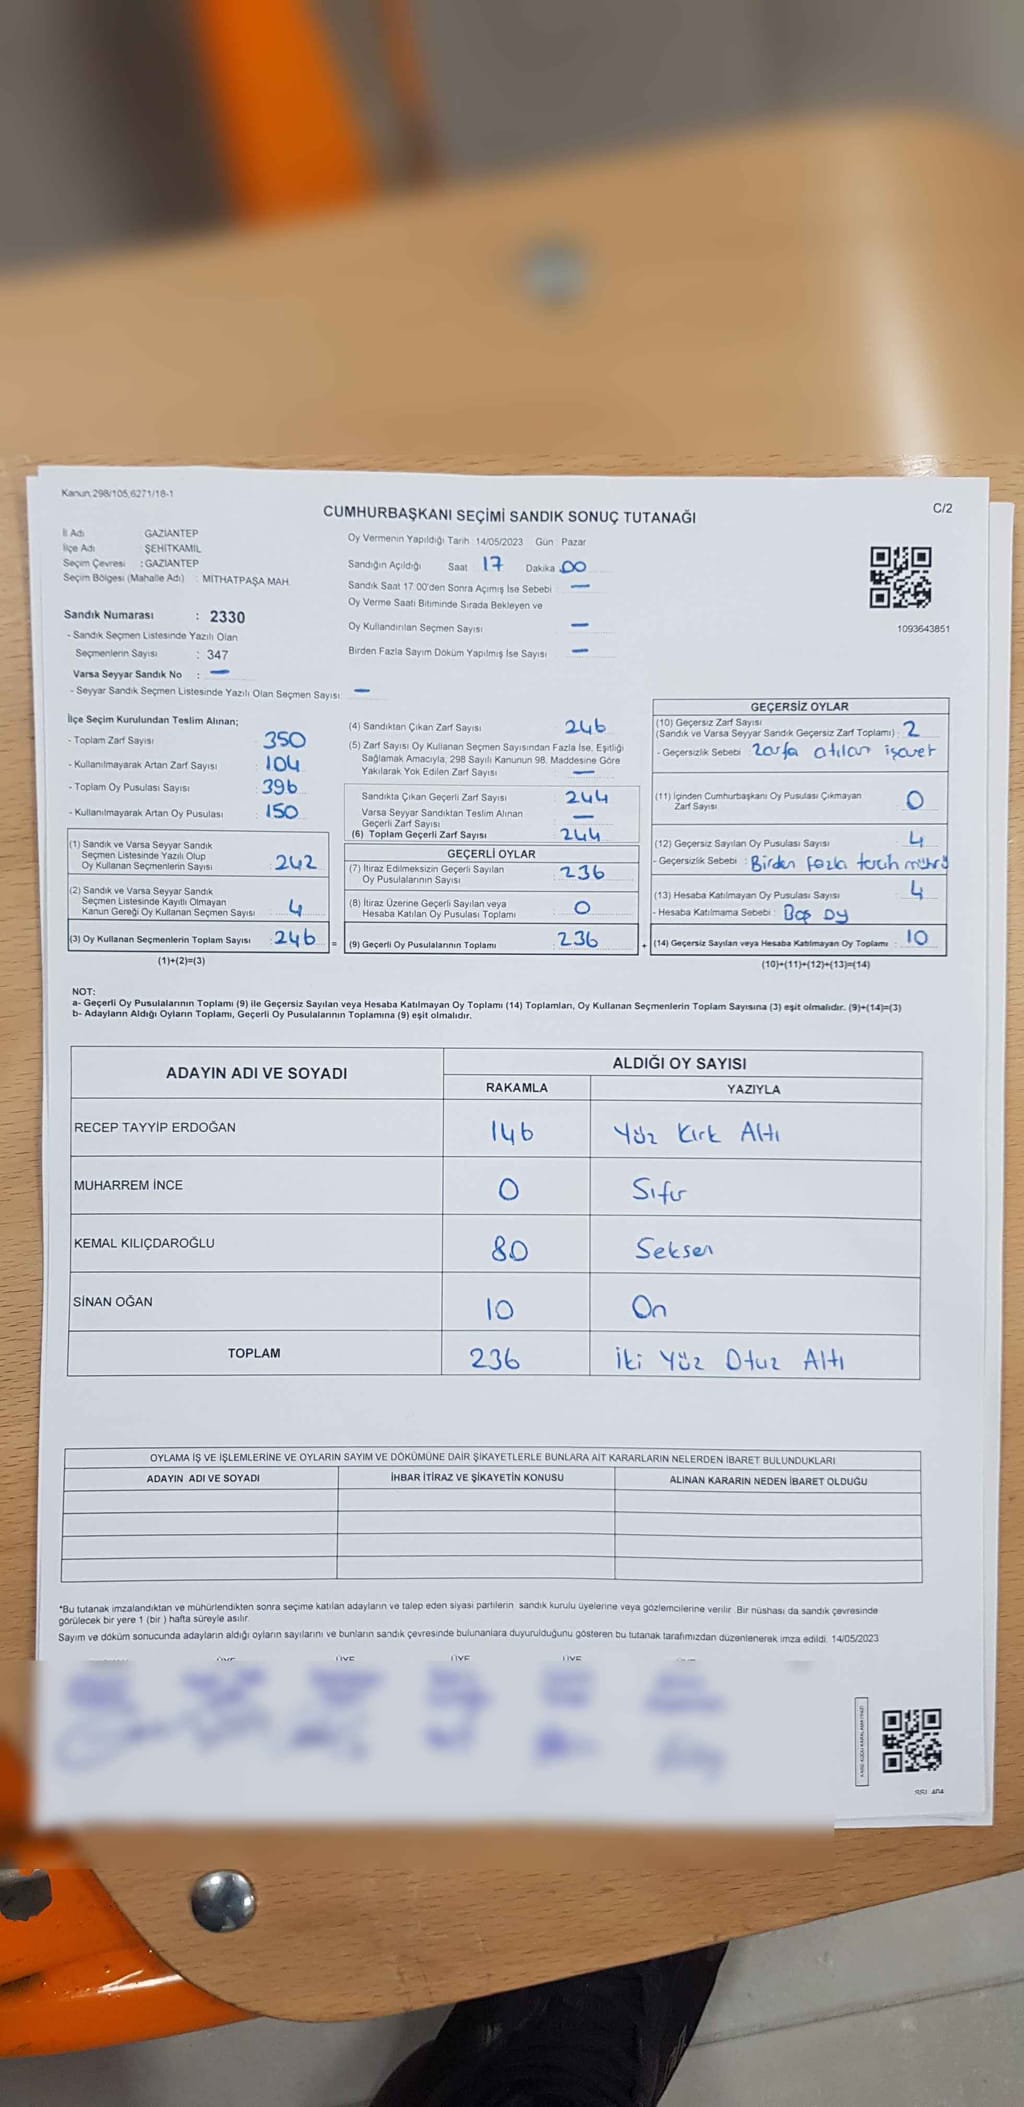 Kanun;298/105,6271/18-1
C/2
CUMHURBAŞKANI SEÇİMİ SANDIK SONUÇ TUTANAĞI
İl Adı GAZİANTEP
İlçe Adı ŞEHİTKAMİL
Seçim Çevresi : GAZİANTEP
Seçim Bölgesi (Mahalle Adı) : MİTHATPAŞA MAH.
Sandık Numarası : 2330
- Sandık Seçmen Listesinde Yazılı Olan
Seçmenlerin Sayısı : 347
Varsa Seyyar Sandık No : —
- Seyyar Sandık Seçmen Listesinde Yazılı Olan Seçmen Sayısı: —
Oy Vermenin Yapıldığı Tarih: 14/05/2023 Gün: Pazar
Sandığın Açıldığı Saat 17 Dakika 00
Sandık Saat 17:00'den Sonra Açımış İse Sebebi —
Oy Verme Saati Bitiminde Sırada Bekleyen ve
Oy Kullandırılan Seçmen Sayısı —
Birden Fazla Sayım Döküm Yapılmış İse Sayısı —
1093643851
İlçe Seçim Kurulundan Teslim Alınan;
- Toplam Zarf Sayısı 350
- Kullanılmayarak Artan Zarf Sayısı : 104
- Toplam Oy Pusulası Sayısı : 396
- Kullanılmayarak Artan Oy Pusulası : 150
(1) Sandık ve Varsa Seyyar Sandık
Seçmen Listesinde Yazılı Olup
Oy Kullanan Seçmenlerin Sayısı : 242
(2) Sandık ve Varsa Seyyar Sandık
Seçmen Listesinde Kayıtlı Olmayan
Kanun Gereği Oy Kullanan Seçmen Sayısı : 4
(3) Oy Kullanan Seçmenlerin Toplam Sayısı : 246 =
(1)+(2)=(3)
(4) Sandıktan Çıkan Zarf Sayısı 246
(5) Zarf Sayısı Oy Kullanan Seçmen Sayısından Fazla İse, Eşitliği
Sağlamak Amacıyla, 298 Sayılı Kanunun 98. Maddesine Göre
Yakılarak Yok Edilen Zarf Sayısı —
Sandıkta Çıkan Geçerli Zarf Sayısı 244
Varsa Seyyar Sandıktan Teslim Alınan
Geçerli Zarf Sayısı —
(6) Toplam Geçerli Zarf Sayısı 244
GEÇERLİ OYLAR
(7) İtiraz Edilmeksizin Geçerli Sayılan
Oy Pusulalarının Sayısı : 236
(8) İtiraz Üzerine Geçerli Sayılan veya
Hesaba Katılan Oy Pusulası Toplamı : 0
(9) Geçerli Oy Pusulalarının Toplamı : 236 +
GEÇERSİZ OYLAR
(10) Geçersiz Zarf Sayısı
(Sandık ve Varsa Seyyar Sandık Geçersiz Zarf Toplamı) : 2
- Geçersizlik Sebebi : Zarfa atılan işaret
(11) İçinden Cumhurbaşkanı Oy Pusulası Çıkmayan
Zarf Sayısı : 0
(12) Geçersiz Sayılan Oy Pusulası Sayısı : 4
- Geçersizlik Sebebi : Birden fazla tercih mührü
(13) Hesaba Katılmayan Oy Pusulası Sayısı : 4
- Hesaba Katılmama Sebebi : Boş oy
(14) Geçersiz Sayılan veya Hesaba Katılmayan Oy Toplamı : 10
(10)+(11)+(12)+(13)=(14)
NOT:
a- Geçerli Oy Pusulalarının Toplamı (9) ile Geçersiz Sayılan veya Hesaba Katılmayan Oy Toplamı (14) Toplamları, Oy Kullanan Seçmenlerin Toplam Sayısına (3) eşit olmalıdır. (9)+(14)=(3)
b- Adayların Aldığı Oyların Toplamı, Geçerli Oy Pusulalarının Toplamına (9) eşit olmalıdır.
ADAYIN ADI VE SOYADI
ALDIĞI OY SAYISI
RAKAMLA YAZIYLA
RECEP TAYYİP ERDOĞAN 146 Yüz Kırk Altı
MUHARREM İNCE 0 Sıfır
KEMAL KILIÇDAROĞLU 80 Seksen
SİNAN OĞAN 10 On
TOPLAM 236 İki Yüz Otuz Altı
OYLAMA İŞ VE İŞLEMLERİNE VE OYLARIN SAYIM VE DÖKÜMÜNE DAİR ŞİKAYETLERLE BUNLARA AİT KARARLARIN NELERDEN İBARET BULUNDUKLARI
ADAYIN ADI VE SOYADI İHBAR İTİRAZ VE ŞİKAYETİN KONUSU ALINAN KARARIN NEDEN İBARET OLDUĞU
*Bu tutanak imzalandıktan ve mühürlendikten sonra seçime katılan adayların ve talep eden siyasi partilerin sandık kurulu üyelerine veya gözlemcilerine verilir. Bir nüshası da sandık çevresinde
görülecek bir yere 1 (bir ) hafta süreyle asılır.
Sayım ve döküm sonucunda adayların aldığı oyların sayılarını ve bunların sandık çevresinde bulunanlara duyurulduğunu gösteren bu tutanak tarafımızdan düzenlenerek imza edildi. 14/05/2023
ÜYE ÜYE ÜYE ÜYE